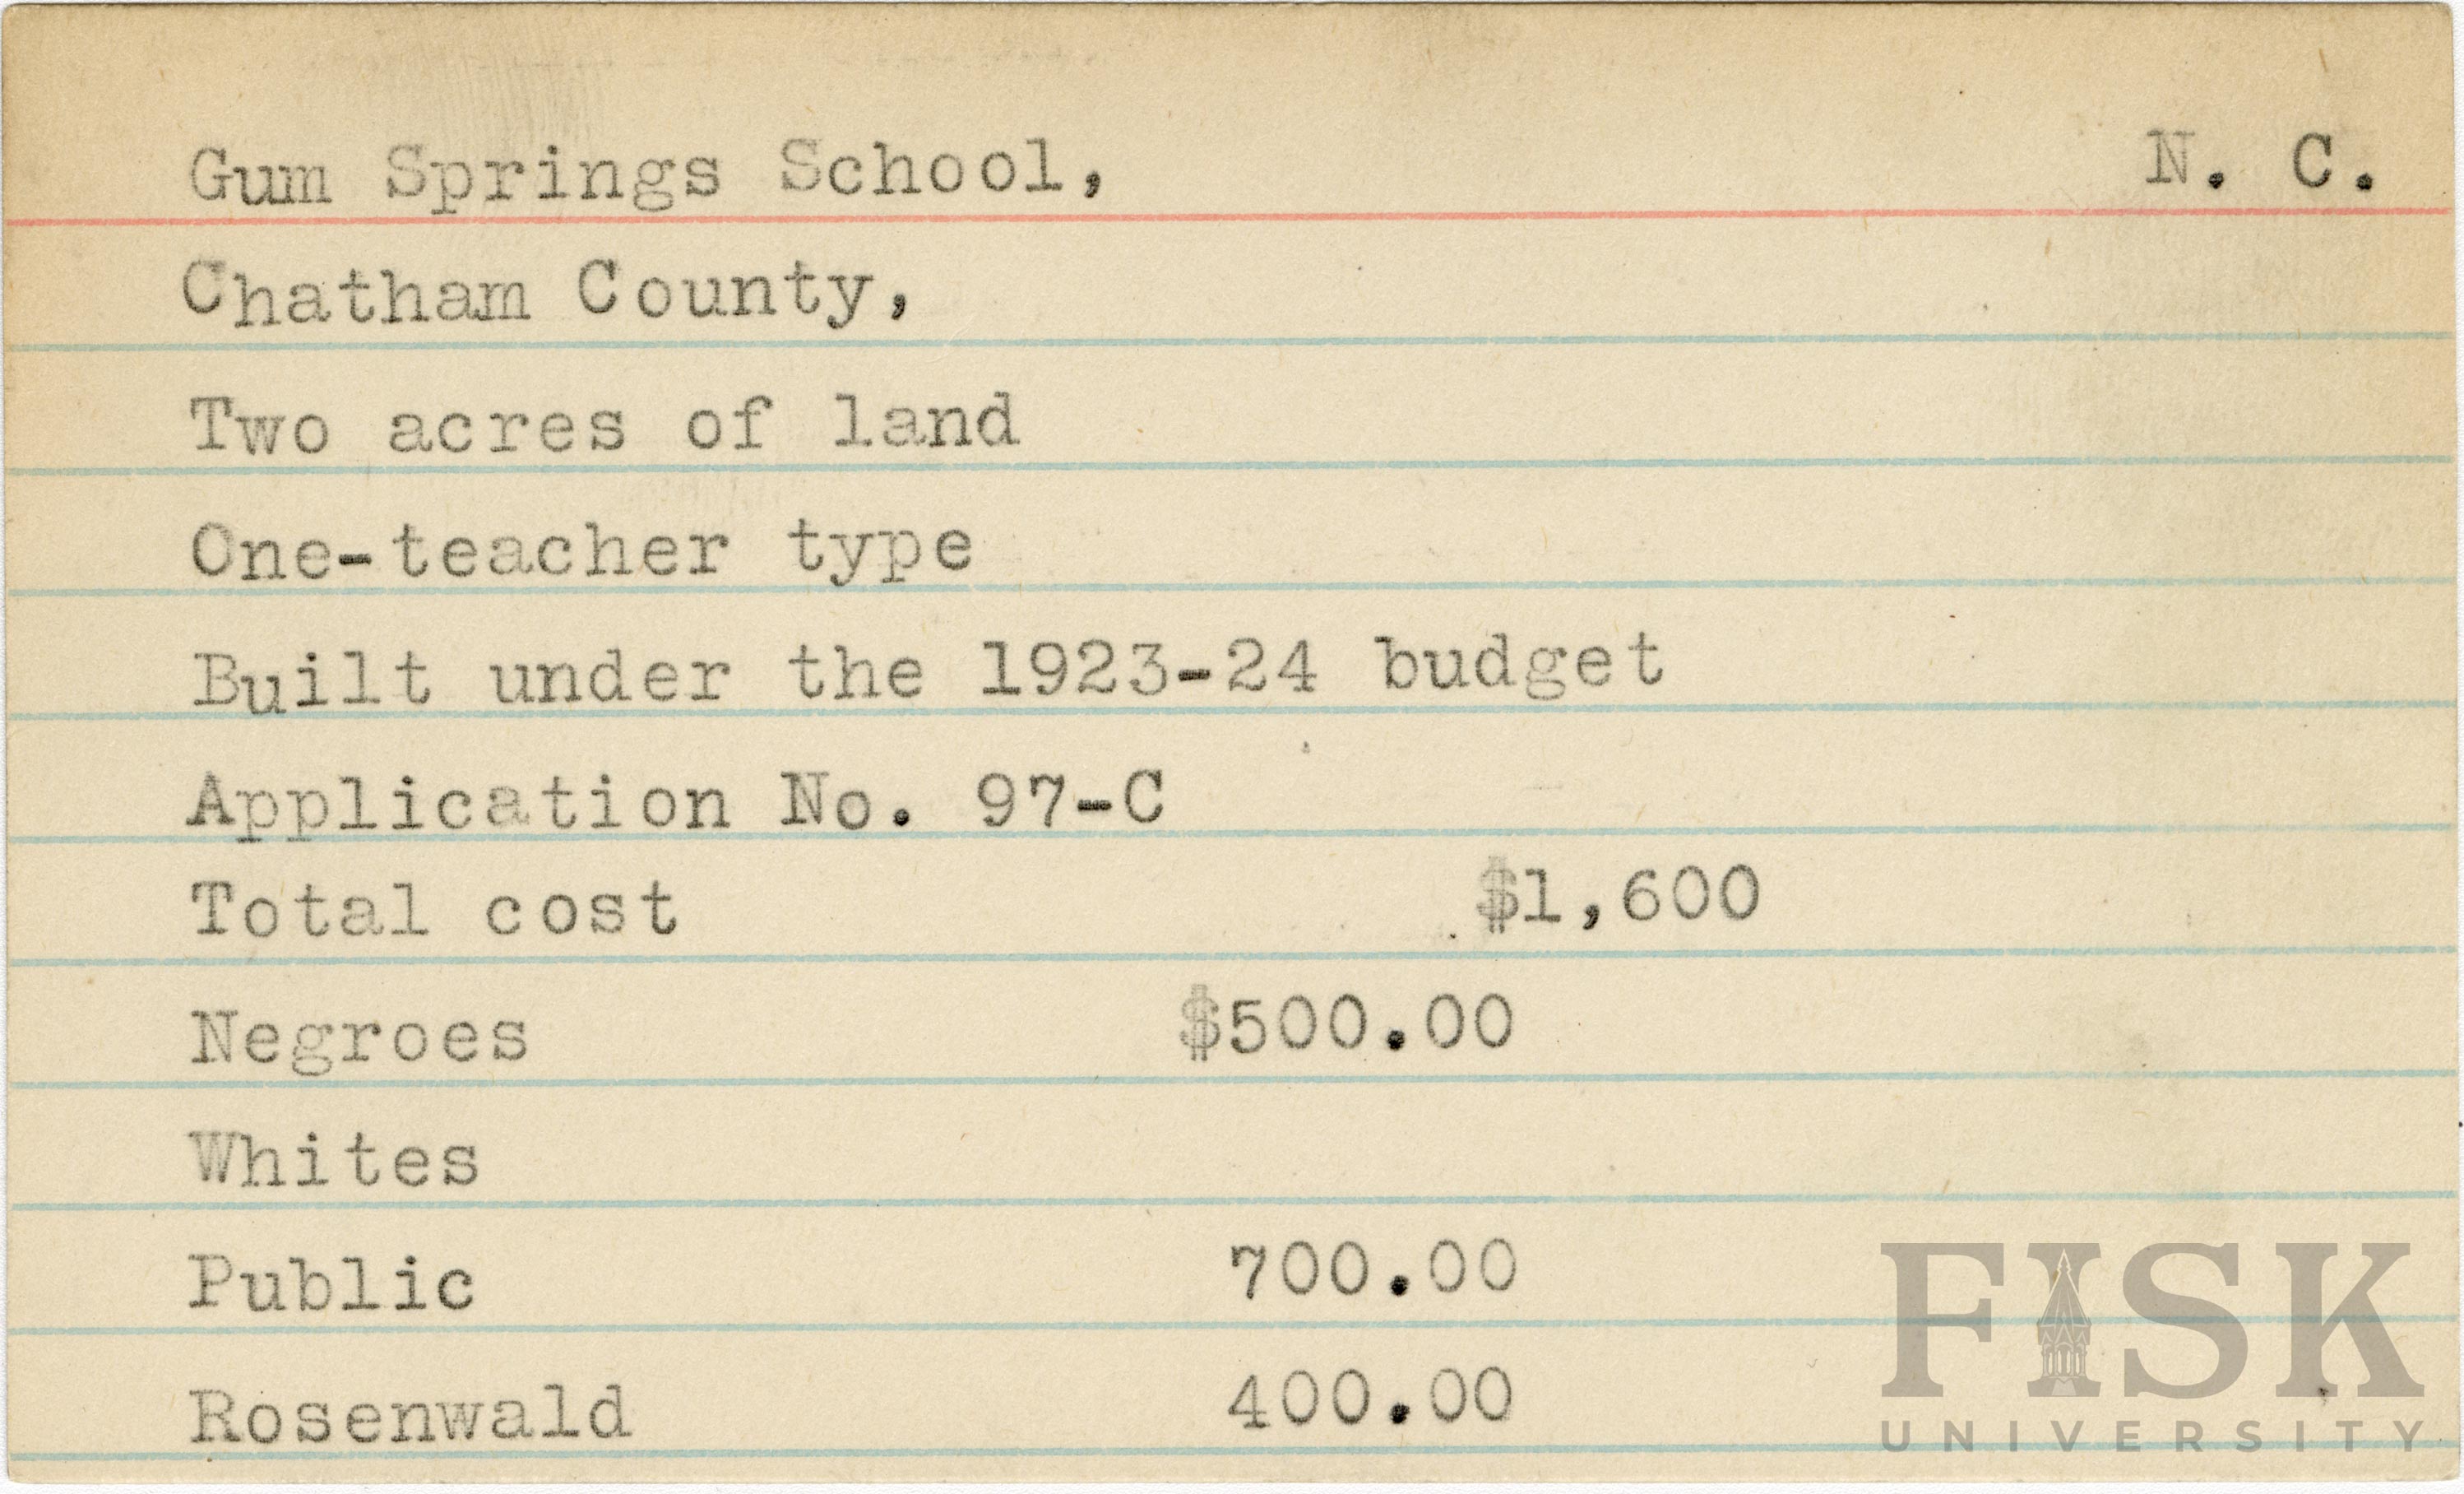 Gum Springs School, N. C.
Chatham County,
Two acres of land
One-teacher type
Built under the 1923-24 budget
Application No. 97-C
Total cost $1,600
Negroes $500.00
Whites
Public 700.00
Rosenwald 400.00
FISK
UNIVERSITY